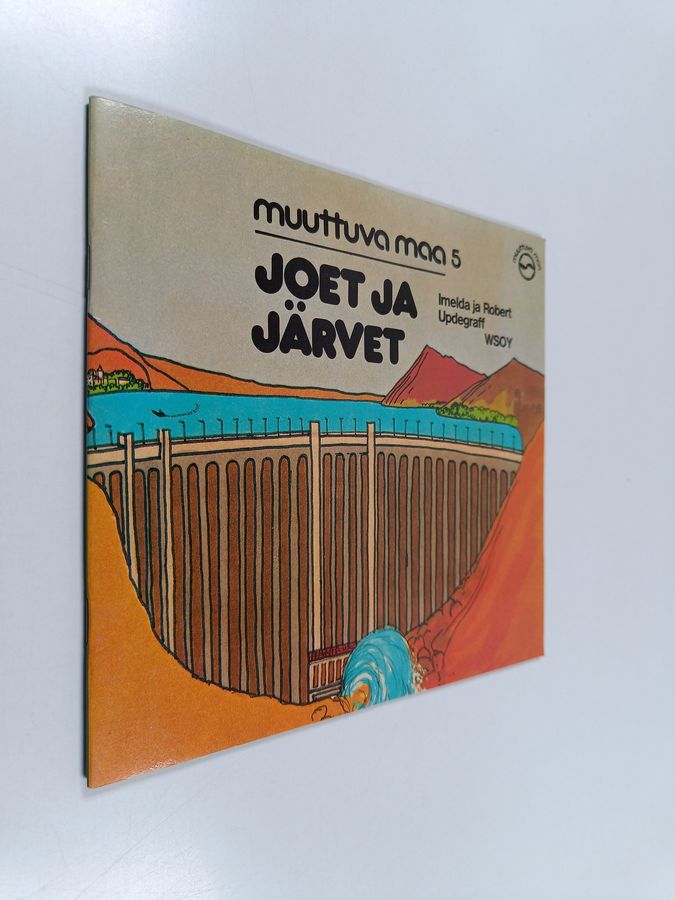 muuttuva maa 5
JOET JA
JÄRVET
Imelda ja Robert
Updegraff
WSOY